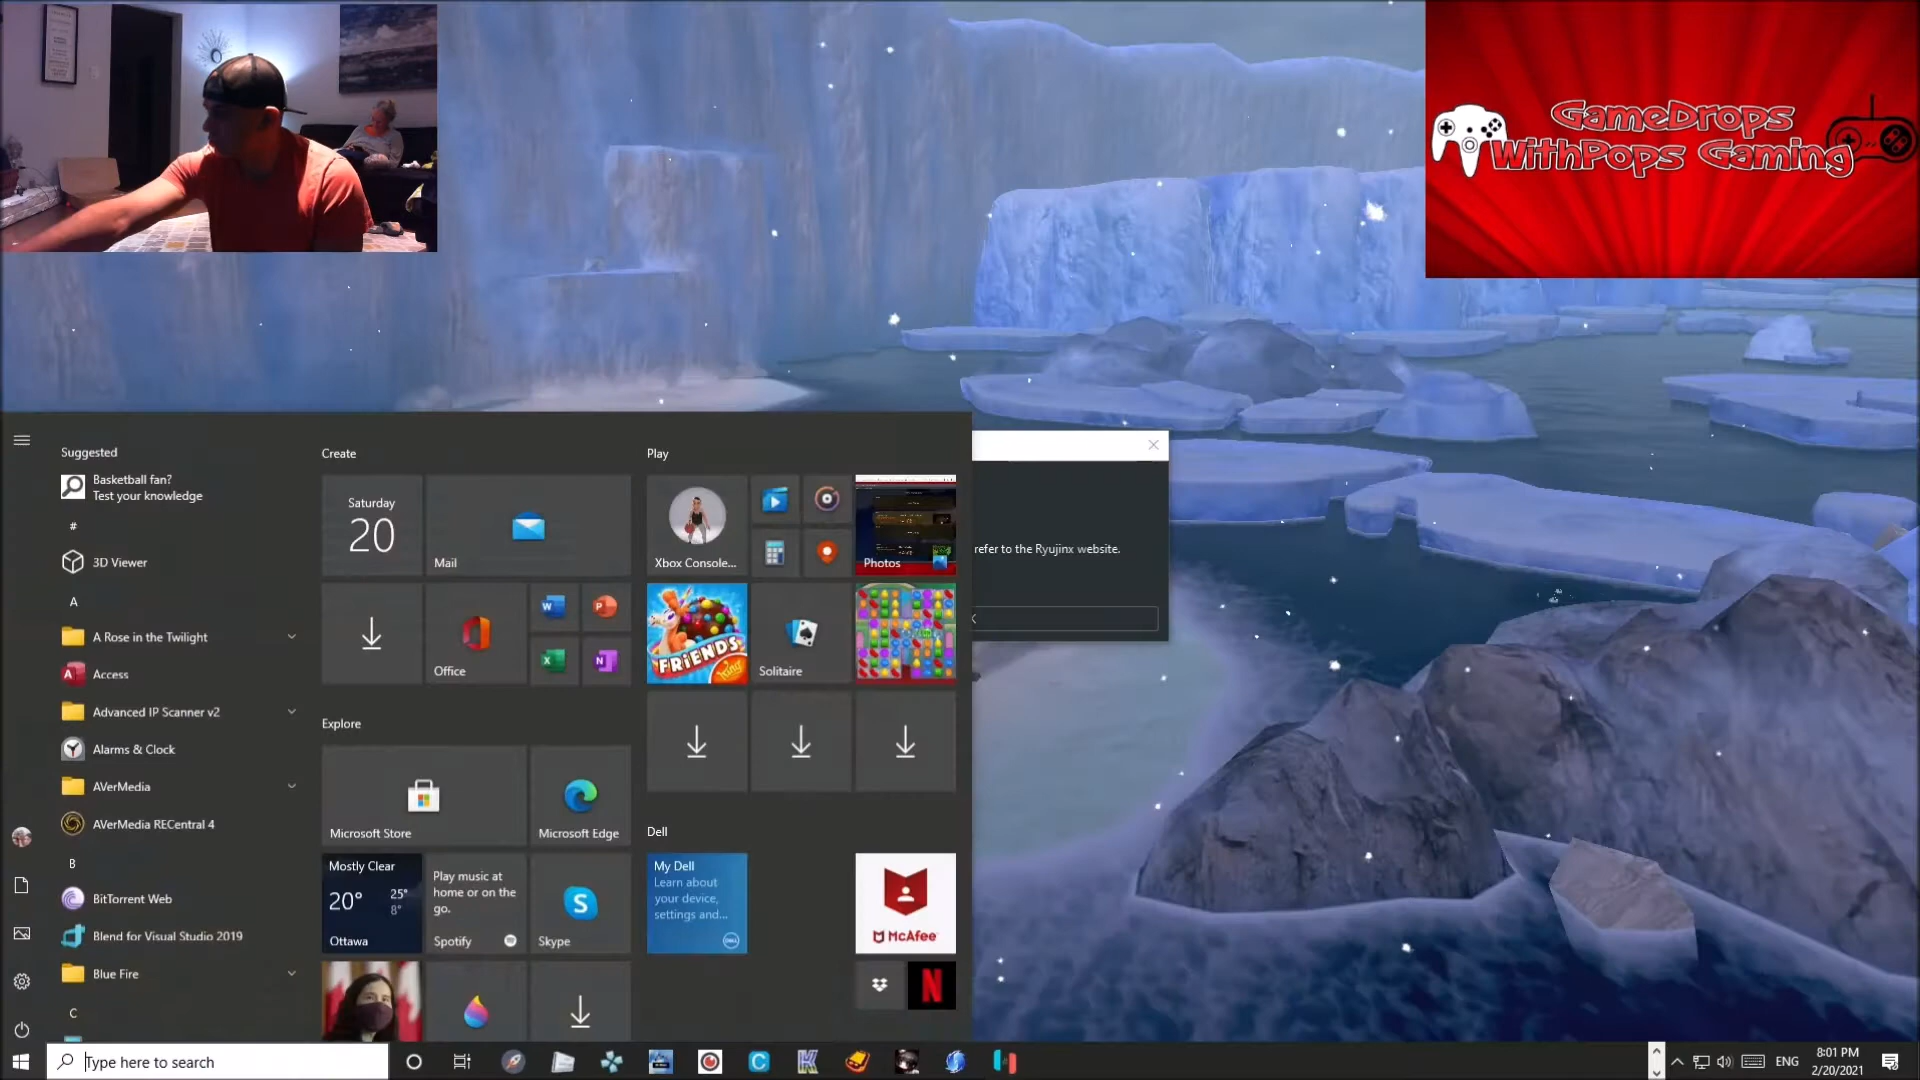 GameDrops
WithPops Gaming
Suggested
Basketball fan?
Test your knowledge
#
3D Viewer
A
A Rose in the Twilight
Access
Advanced IP Scanner v2
Alarms & Clock
AVerMedia
AVerMedia RECentral 4
B
BitTorrent Web
Blend for Visual Studio 2019
Blue Fire
C
Create
Saturday
20
Mail
Office
Explore
Microsoft Store
Microsoft Edge
Mostly Clear
20°
25°
8°
Ottawa
Play music at
home or on the
go.
Spotify
Skype
Play
Xbox Console...
Photos
FRiENDS
King
Solitaire
Dell
My Dell
Learn about
your device,
settings and...
McAfee
N
refer to the Ryujinx website.
Type here to search
ENG
8:01 PM
2/20/2021